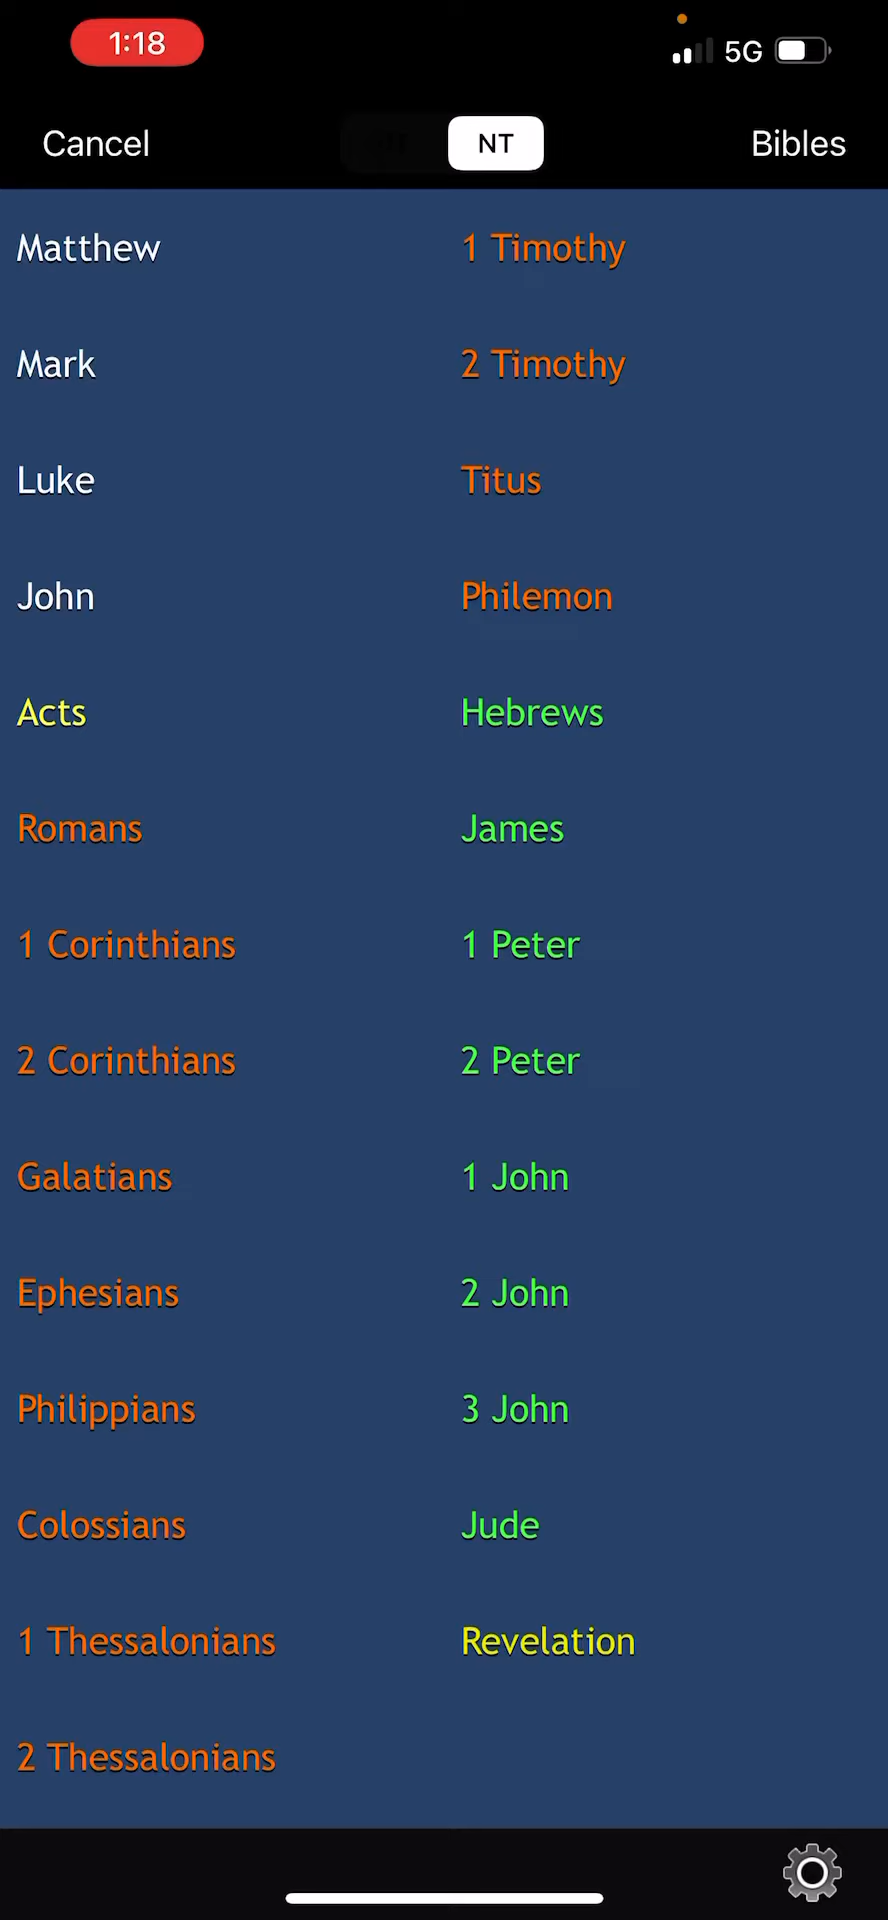 1:18
5G
Cancel
NT
Bibles
Matthew
Mark
Luke
John
Acts
Romans
1 Corinthians
2 Corinthians
Galatians
Ephesians
Philippians
Colossians
1 Thessalonians
2 Thessalonians
1 Timothy
2 Timothy
Titus
Philemon
Hebrews
James
1 Peter
2 Peter
1 John
2 John
3 John
Jude
Revelation